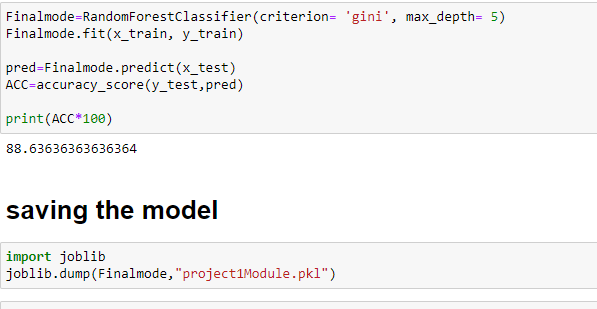 Finalmode=RandomForestClassifier(criterion= 'gini', max_depth= 5)
Finalmode.fit(x_train, y_train)
pred=Finalmode.predict(x_test)
ACC=accuracy_score(y_test,pred)
print(ACC*100)
88.63636363636364
saving the model
import joblib
joblib.dump(Finalmode,"project1Module.pkl")